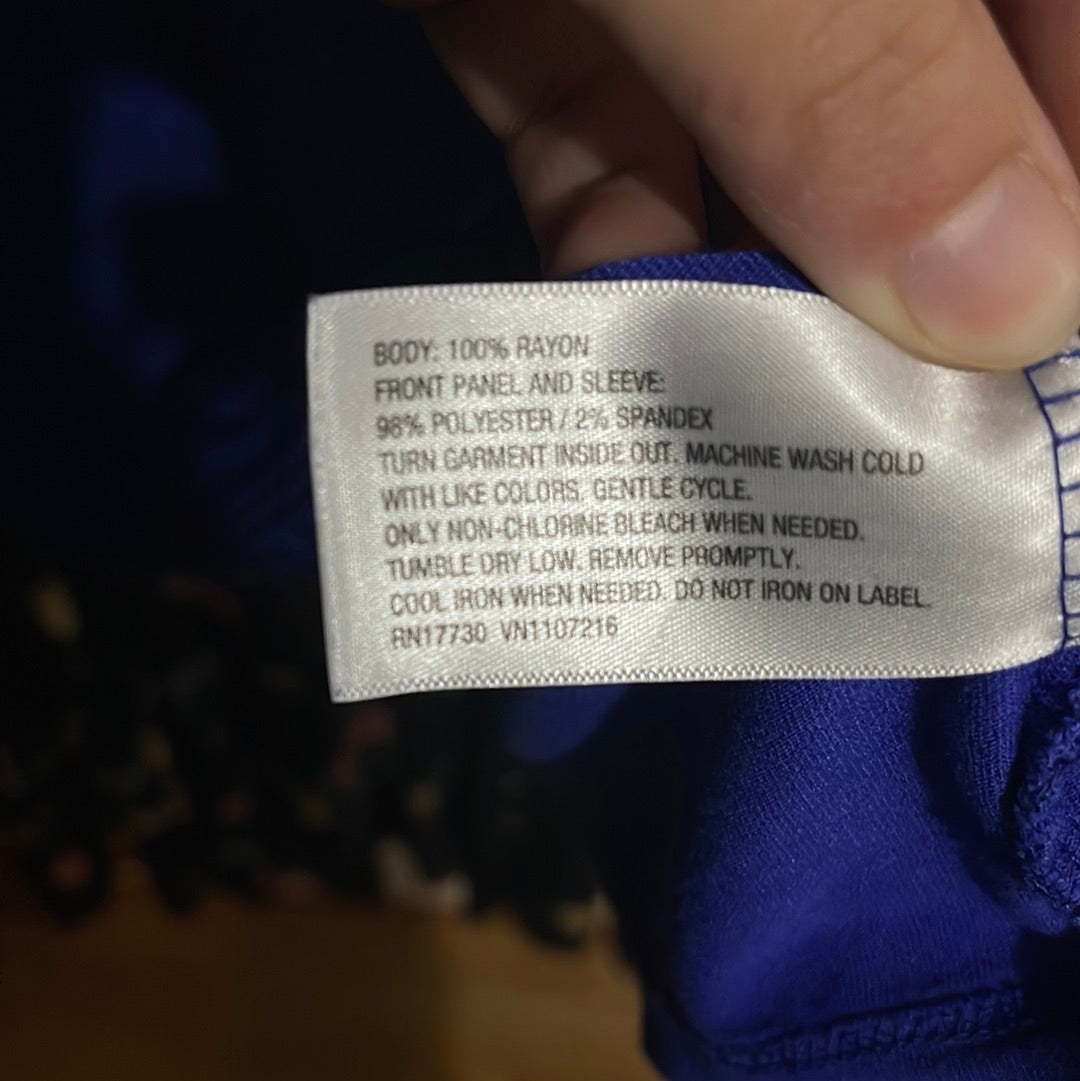 BODY: 100% RAYON
FRONT PANEL AND SLEEVE:
98% POLYESTER / 2% SPANDEX
TURN GARMENT INSIDE OUT. MACHINE WASH COLD
WITH LIKE COLORS. GENTLE CYCLE.
ONLY NON-CHLORINE BLEACH WHEN NEEDED.
TUMBLE DRY LOW. REMOVE PROMPTLY.
COOL IRON WHEN NEEDED. DO NOT IRON ON LABEL.
RN17730 VN1107216